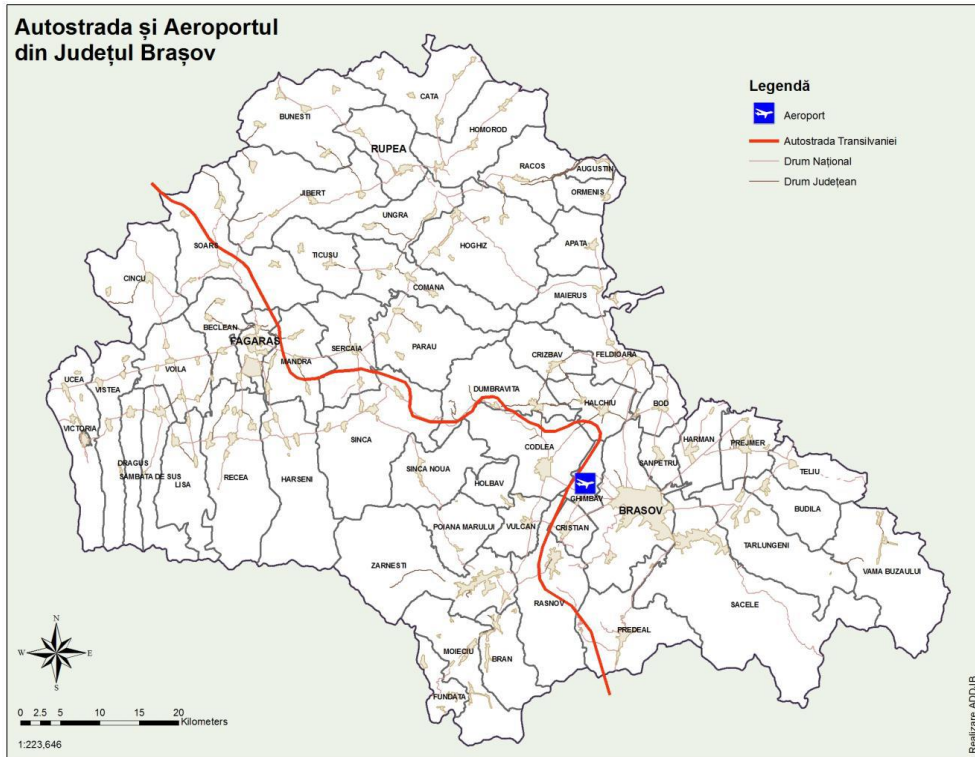 Autostrada și Aeroportul
din Județul Brașov
Legendă
Aeroport
Autostrada Transilvaniei
Drum Național
Drum Județean
CATA
BUNESTI
HOMOROD
RUPEA
RACOS
AUGUSTIN
ORMENIS
JIBERT
UNGRA
SOARS
HOGHIZ
APATA
TICUSU
CINCU
COMANA
MAIERUS
BECLEAN
FAGARAS
SERCAIA
PARAU
MANDRA
CRIZBAV
FELDIOARA
VOILA
UCEA
VISTEA
DUMBRAVITA
HALCHIU
BOD
VICTORIA
SINCA
CODLEA
HARMAN
PREJMER
DRAGUS
SAMBATA DE SUS
LISA
RECEA
HARSENI
SINCA NOUA
HOLBAV
SANPETRU
TELIU
GHIMBAV
BRASOV
BUDILA
POIANA MARULUI
VULCAN
CRISTIAN
TARLUNGENI
ZARNESTI
VAMA BUZAULUI
RASNOV
SACELE
PREDEAL
MOIECIU
BRAN
FUNDATA
N
W E
S
0 2.5 5 10 15 20
Kilometers
1:223,646
Realizare ADDJB